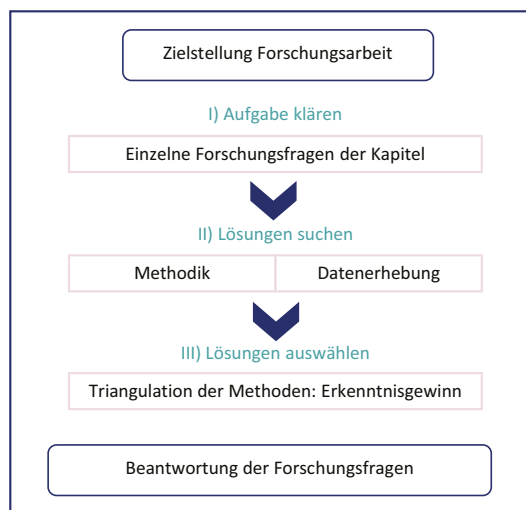 Zielstellung Forschungsarbeit
I) Aufgabe klären
Einzelne Forschungsfragen der Kapitel
II) Lösungen suchen
Methodik
Datenerhebung
III) Lösungen auswählen
Triangulation der Methoden: Erkenntnisgewinn
Beantwortung der Forschungsfragen